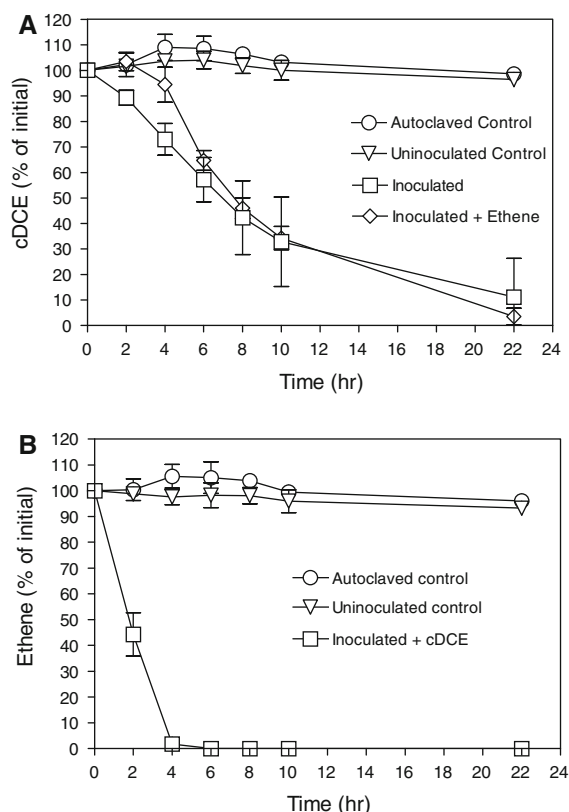 A
120
110
100
90
80
70
60
50
40
30
20
10
0
cDCE (% of initial)
Autoclaved Control
Uninoculated Control
Inoculated
Inoculated + Ethene
0 2 4 6 8 10 12 14 16 18 20 22 24
Time (hr)
B
120
110
100
90
80
70
60
50
40
30
20
10
0
Ethene (% of initial)
Autoclaved control
Uninoculated control
Inoculated + cDCE
0 2 4 6 8 10 12 14 16 18 20 22 24
Time (hr)